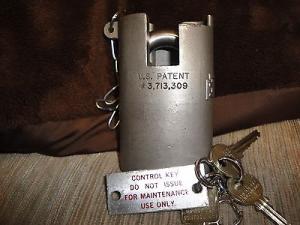 U.S. PATENT
#3,713,309
CONTROL KEY
DO NOT ISSUE
FOR MAINTENANCE
USE ONLY.